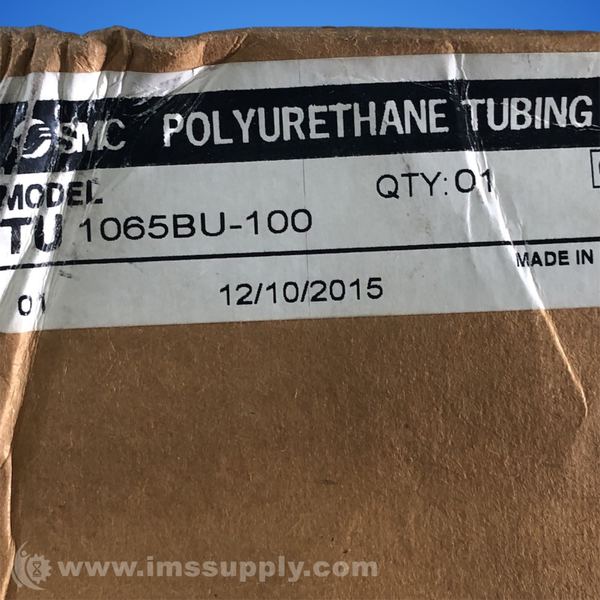 SMC POLYURETHANE TUBING
MODEL QTY: 01
TU 1065BU-100
MADE IN
01 12/10/2015
www.imssupply.com